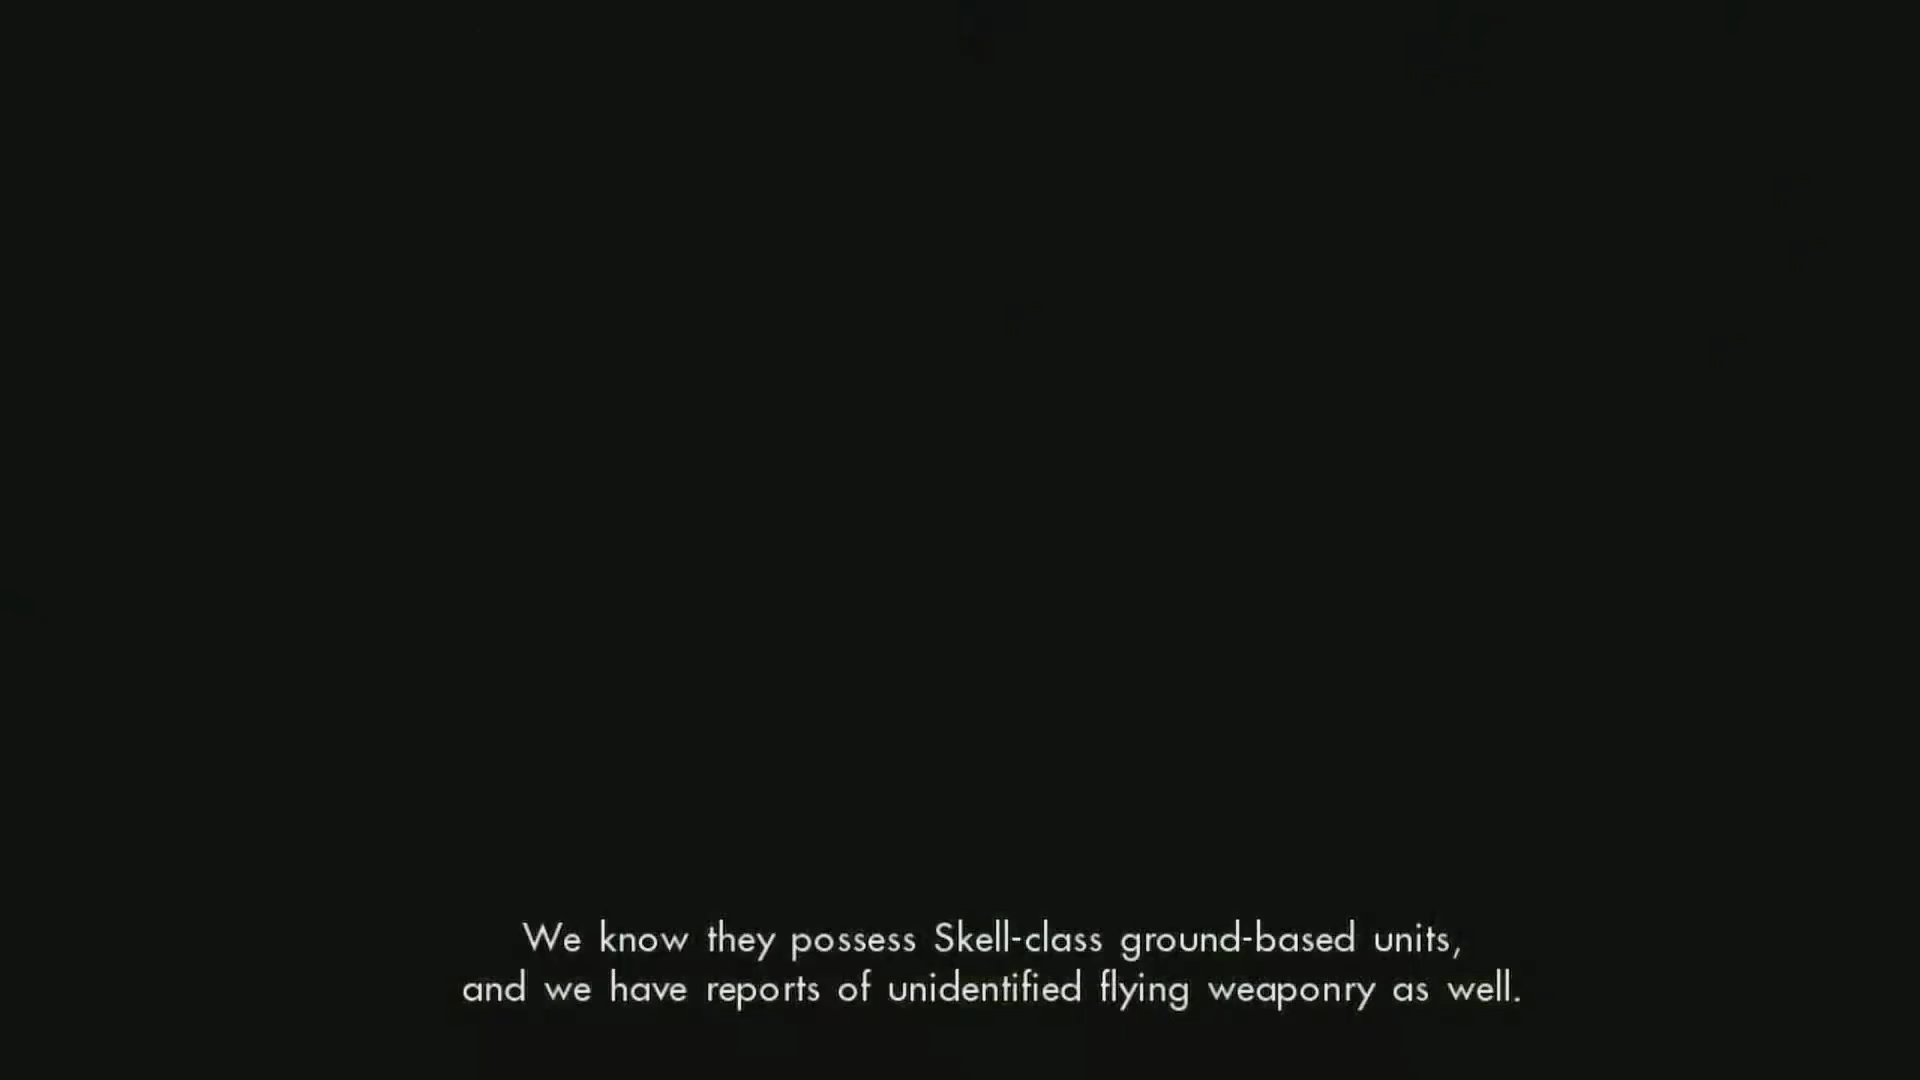 We know they possess Skell-class ground-based units,
and we have reports of unidentified flying weaponry as well.